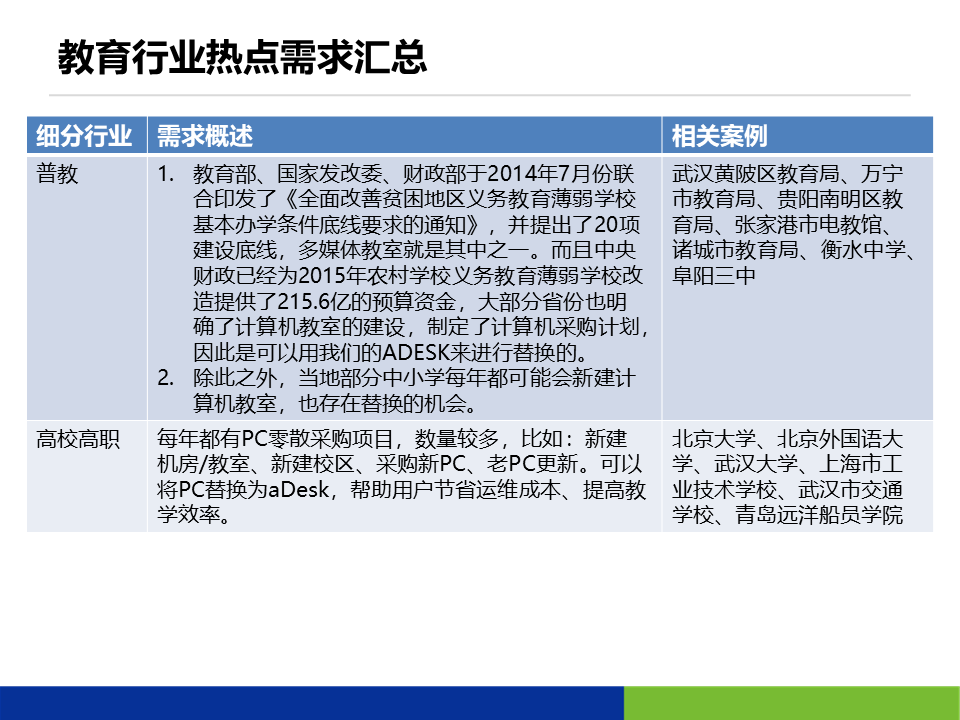 教育行业热点需求汇总
细分行业
需求概述
相关案例
普教
1. 教育部、国家发改委、财政部于2014年7月份联
合印发了《全面改善贫困地区义务教育薄弱学校
基本办学条件底线要求的通知》，并提出了20项
建设底线，多媒体教室就是其中之一。而且中央
财政已经为2015年农村学校义务教育薄弱学校改
造提供了215.6亿的预算资金，大部分省份也明
确了计算机教室的建设，制定了计算机采购计划，
因此是可以用我们的ADESK来进行替换的。
2. 除此之外，当地部分中小学每年都可能会新建计
算机教室，也存在替换的机会。
武汉黄陂区教育局、万宁
市教育局、贵阳南明区教
育局、张家港市电教馆、
诸城市教育局、衡水中学、
阜阳三中
高校高职
每年都有PC零散采购项目，数量较多，比如：新建
机房/教室、新建校区、采购新PC、老PC更新。可以
将PC替换为aDesk，帮助用户节省运维成本、提高教
学效率。
北京大学、北京外国语大
学、武汉大学、上海市工
业技术学校、武汉市交通
学校、青岛远洋船员学院